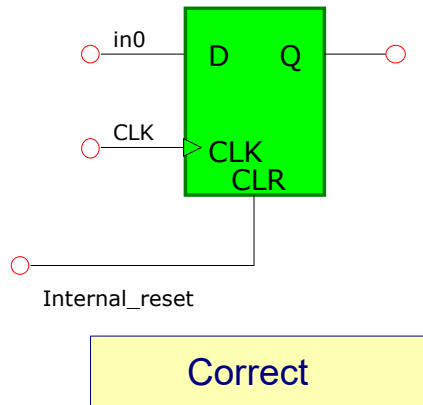 in0
D Q
CLK
CLK
CLR
Internal_reset
Correct